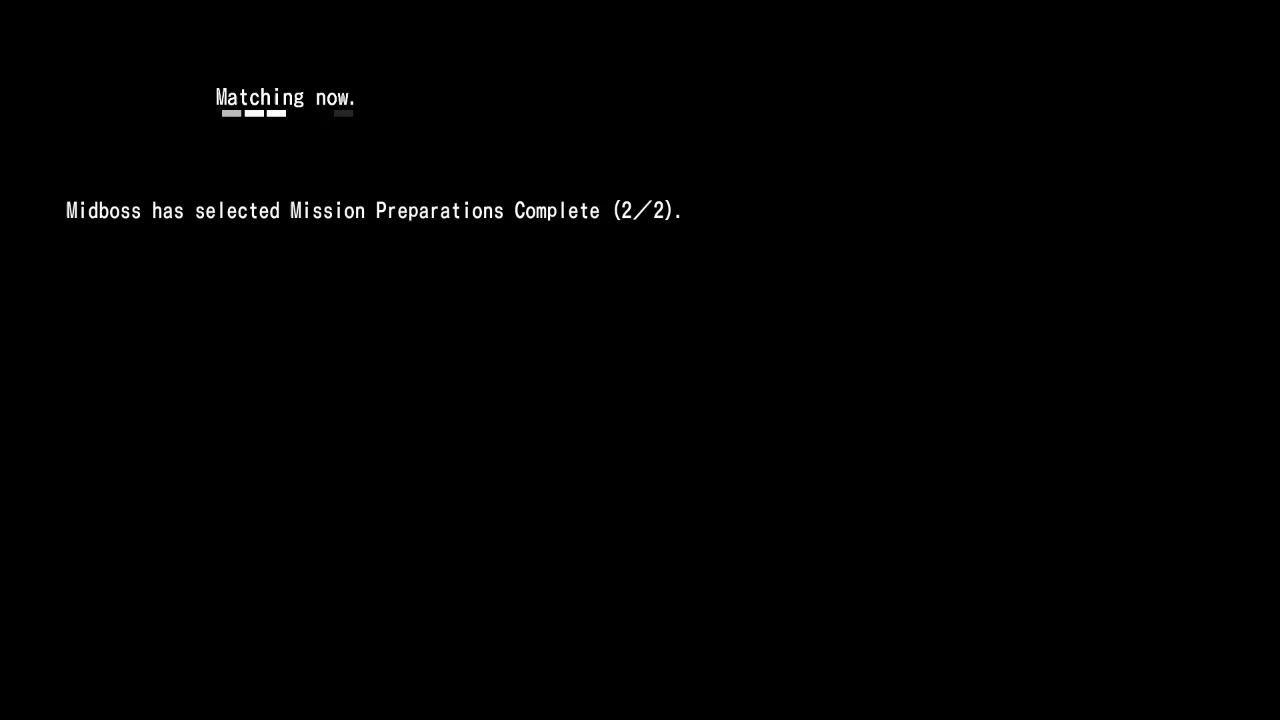 Matching now.
Midboss has selected Mission Preparations Complete (2／2).